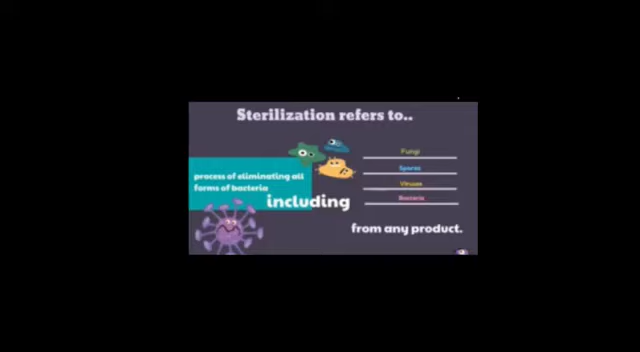 Sterilization refers to..
process of eliminating all
forms of bacteria
including
Fungi
Spores
Viruses
Bacteria
from any product.